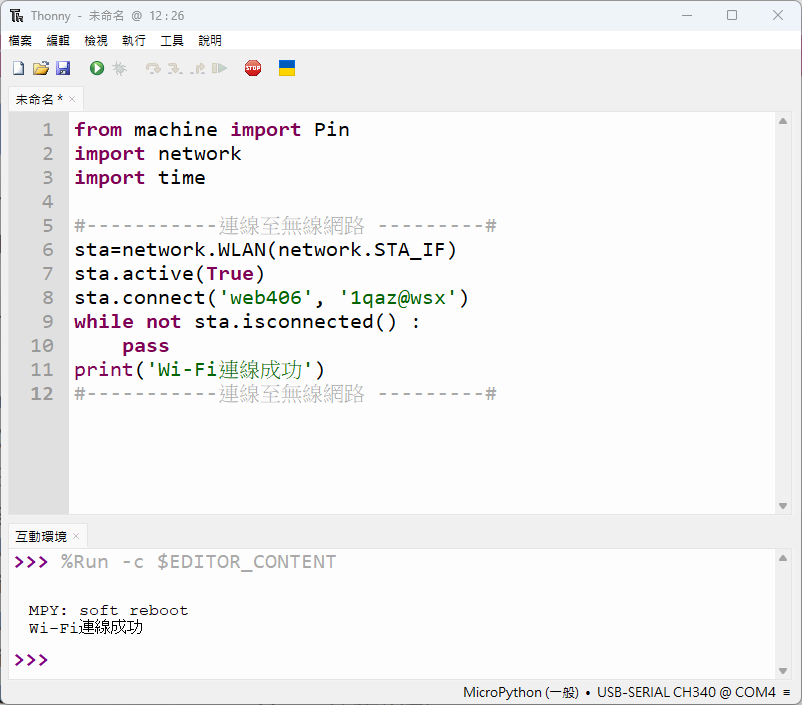 Thonny - 未命名 @ 12:26
檔案 編輯 檢視 執行 工具 說明
STOP
未命名 * ×
1 from machine import Pin
2 import network
3 import time
4
5 #-----------連線至無線網路 ---------#
6 sta=network.WLAN(network.STA_IF)
7 sta.active(True)
8 sta.connect('web406', '1qaz@wsx')
9 while not sta.isconnected() :
10     pass
11 print('Wi-Fi連線成功')
12 #-----------連線至無線網路 ---------#
互動環境 ×
>>> %Run -c $EDITOR_CONTENT
MPY: soft reboot
Wi-Fi連線成功
>>>
MicroPython (一般) • USB-SERIAL CH340 @ COM4 ≡